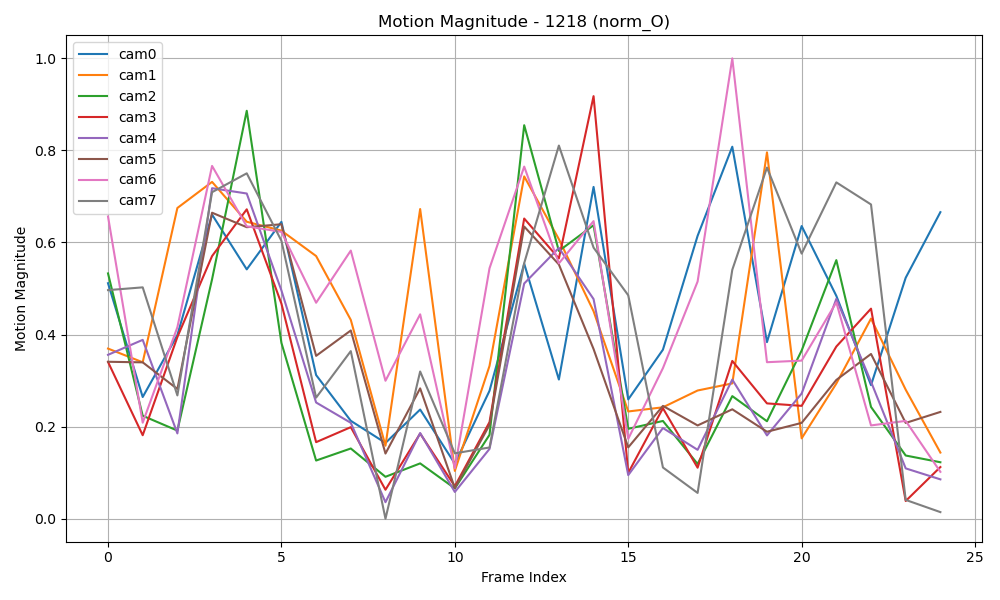 Motion Magnitude - 1218 (norm_O)
cam0
cam1
cam2
cam3
cam4
cam5
cam6
cam7
Motion Magnitude
1.0
0.8
0.6
0.4
0.2
0.0
0 5 10 15 20 25
Frame Index